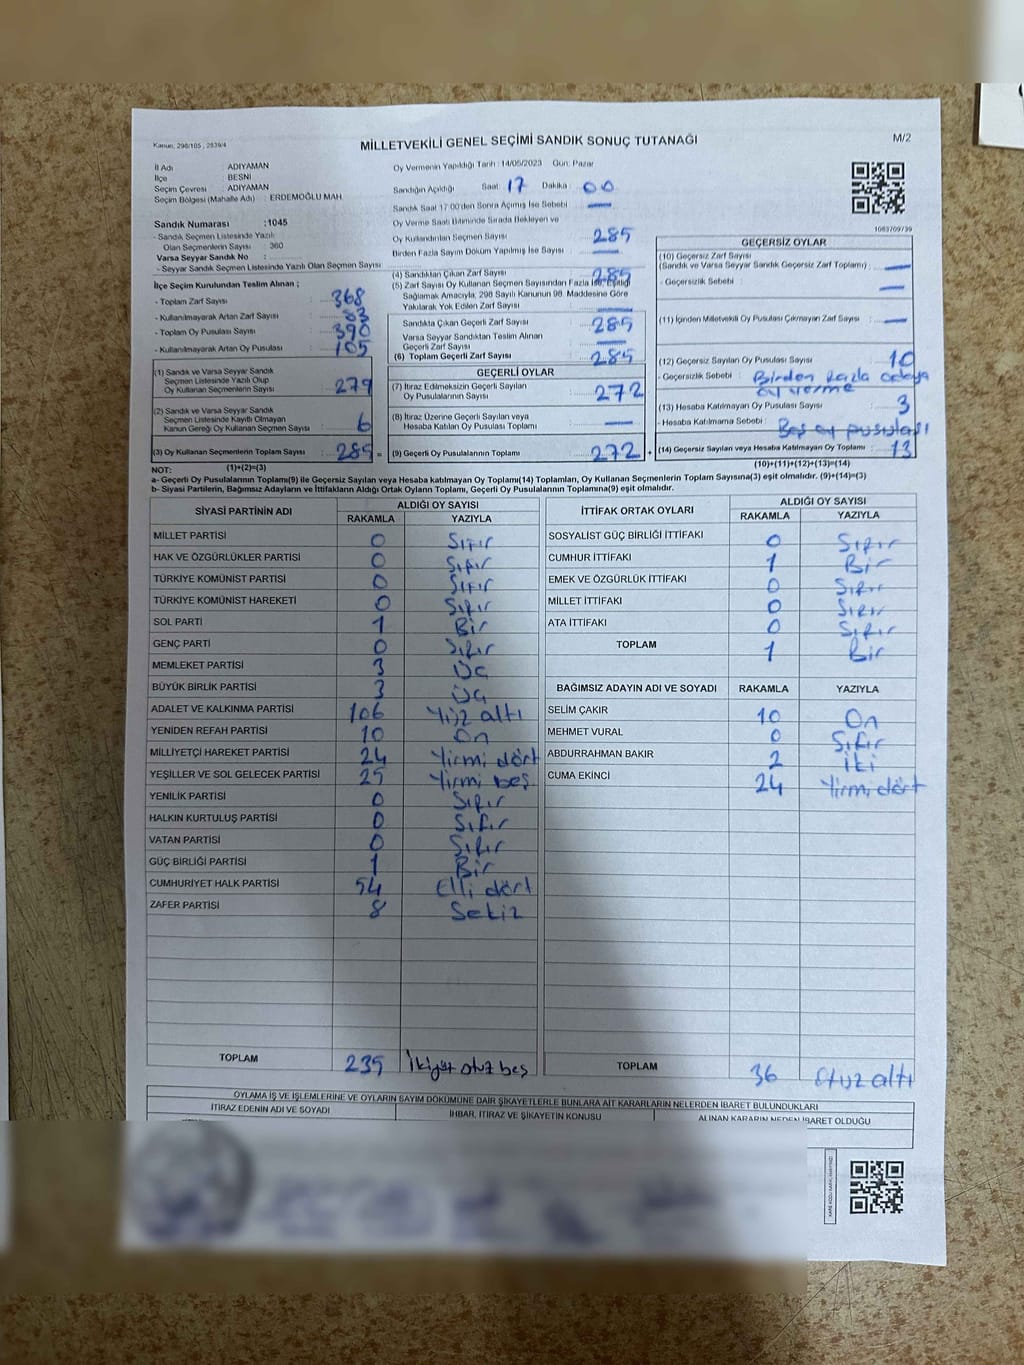 Kanun: 298/105 , 2839/4
MİLLETVEKİLİ GENEL SEÇİMİ SANDIK SONUÇ TUTANAĞI
M/2
İl Adı ADIYAMAN
İlçe BESNİ
Seçim Çevresi : ADIYAMAN
Seçim Bölgesi (Mahalle Adı) ERDEMOĞLU MAH.
Sandık Numarası :1045
- Sandık Seçmen Listesinde Yazılı
Olan Seçmenlerin Sayısı 360
Varsa Seyyar Sandık No :
- Seyyar Sandık Seçmen Listesinde Yazılı Olan Seçmen Sayısı
İlçe Seçim Kurulundan Teslim Alınan ;
- Toplam Zarf Sayısı : 368
- Kullanılmayarak Artan Zarf Sayısı : 83
- Toplam Oy Pusulası Sayısı : 390
- Kullanılmayarak Artan Oy Pusulası : 105
(1) Sandık ve Varsa Seyyar Sandık
Seçmen Listesinde Yazılı Olup
Oy Kullanan Seçmenlerin Sayısı : 279
(2) Sandık ve Varsa Seyyar Sandık
Seçmen Listesinde Kayıtlı Olmayan
Kanun Gereği Oy Kullanan Seçmen Sayısı : 6
(3) Oy Kullanan Seçmenlerin Toplam Sayısı : 285 =
Oy Vermenin Yapıldığı Tarih : 14/05/2023 Gün: Pazar
Sandığın Açıldığı Saat: 17 Dakika : 00
Sandık Saat 17:00'den Sonra Açımış İse Sebebi : —
Oy Verme Saati Bitiminde Sırada Bekleyen ve
Oy Kullandırılan Seçmen Sayısı : 285
Birden Fazla Sayım Döküm Yapılmış İse Sayısı : —
(4) Sandıktan Çıkan Zarf Sayısı : 285
(5) Zarf Sayısı Oy Kullanan Seçmen Sayısından Fazla İse, Eşitliği
Sağlamak Amacıyla, 298 Sayılı Kanunun 98. Maddesine Göre
Yakılarak Yok Edilen Zarf Sayısı : —
Sandıkta Çıkan Geçerli Zarf Sayısı : 285
Varsa Seyyar Sandıktan Teslim Alınan
Geçerli Zarf Sayısı : —
(6) Toplam Geçerli Zarf Sayısı : 285
GEÇERLİ OYLAR
(7) İtiraz Edilmeksizin Geçerli Sayılan
Oy Pusulasının Sayısı : 272
(8) İtiraz Üzerine Geçerli Sayılan veya
Hesaba Katılan Oy Pusulası Toplamı : —
(9) Geçerli Oy Pusulalarının Toplamı : 272 +
1083709739
GEÇERSİZ OYLAR
(10) Geçersiz Zarf Sayısı
(Sandık ve Varsa Seyyar Sandık Geçersiz Zarf Toplamı) : —
- Geçersizlik Sebebi : —
(11) İçinden Milletvekili Oy Pusulası Çıkmayan Zarf Sayısı : —
(12) Geçersiz Sayılan Oy Pusulası Sayısı : 10
- Geçersizlik Sebebi : Birden fazla adaya
oy verme
(13) Hesaba Katılmayan Oy Pusulası Sayısı : 3
- Hesaba Katılmama Sebebi : Boş oy pusulası
(14) Geçersiz Sayılan veya Hesaba Katılmayan Oy Toplamı : 13
NOT: (1)+(2)=(3) (10)+(11)+(12)+(13)=(14)
a- Geçerli Oy Pusulalarının Toplamı(9) ile Geçersiz Sayılan veya Hesaba katılmayan Oy Toplamı(14) Toplamları, Oy Kullanan Seçmenlerin Toplam Sayısına(3) eşit olmalıdır. (9)+(14)=(3)
b- Siyasi Partilerin, Bağımsız Adayların ve İttifakların Aldığı Ortak Oyların Toplamı, Geçerli Oy Pusulalarının Toplamına(9) eşit olmalıdır.
SİYASİ PARTİNİN ADI ALDIĞI OY SAYISI
RAKAMLA YAZIYLA
MİLLET PARTİSİ 0 Sıfır
HAK VE ÖZGÜRLÜKLER PARTİSİ 0 Sıfır
TÜRKİYE KOMÜNİST PARTİSİ 0 Sıfır
TÜRKİYE KOMÜNİST HAREKETİ 0 Sıfır
SOL PARTİ 1 Bir
GENÇ PARTİ 0 Sıfır
MEMLEKET PARTİSİ 3 Üç
BÜYÜK BİRLİK PARTİSİ 3 Üç
ADALET VE KALKINMA PARTİSİ 106 Yüz altı
YENİDEN REFAH PARTİSİ 10 On
MİLLİYETÇİ HAREKET PARTİSİ 24 Yirmi dört
YEŞİLLER VE SOL GELECEK PARTİSİ 25 Yirmi beş
YENİLİK PARTİSİ 0 Sıfır
HALKIN KURTULUŞ PARTİSİ 0 Sıfır
VATAN PARTİSİ 0 Sıfır
GÜÇ BİRLİĞİ PARTİSİ 1 Bir
CUMHURİYET HALK PARTİSİ 54 Elli dört
ZAFER PARTİSİ 8 Sekiz
TOPLAM 235 İkiyüz otuz beş
İTTİFAK ORTAK OYLARI ALDIĞI OY SAYISI
RAKAMLA YAZIYLA
SOSYALİST GÜÇ BİRLİĞİ İTTİFAKI 0 Sıfır
CUMHUR İTTİFAKI 1 Bir
EMEK VE ÖZGÜRLÜK İTTİFAKI 0 Sıfır
MİLLET İTTİFAKI 0 Sıfır
ATA İTTİFAKI 0 Sıfır
TOPLAM 1 Bir
BAĞIMSIZ ADAYIN ADI VE SOYADI RAKAMLA YAZIYLA
SELİM ÇAKIR 10 On
MEHMET VURAL 0 Sıfır
ABDURRAHMAN BAKIR 2 İki
CUMA EKİNCİ 24 Yirmi dört
TOPLAM 36 Otuz altı
OYLAMA İŞ VE İŞLEMLERİNE VE OYLARIN SAYIM DÖKÜMÜNE DAİR ŞİKAYETLERLE BUNLARA AİT KARARLARIN NELERDEN İBARET BULUNDUKLARI
İTİRAZ EDENİN ADI VE SOYADI İHBAR, İTİRAZ VE ŞİKAYETİN KONUSU ALINAN KARARIN NEDEN İBARET OLDUĞU